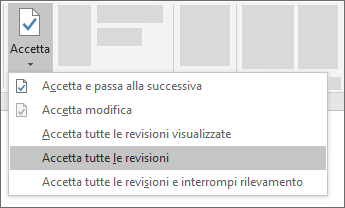 Accetta
Accetta e passa alla successiva
Accetta modifica
Accetta tutte le revisioni visualizzate
Accetta tutte le revisioni
Accetta tutte le revisioni e interrompi rilevamento